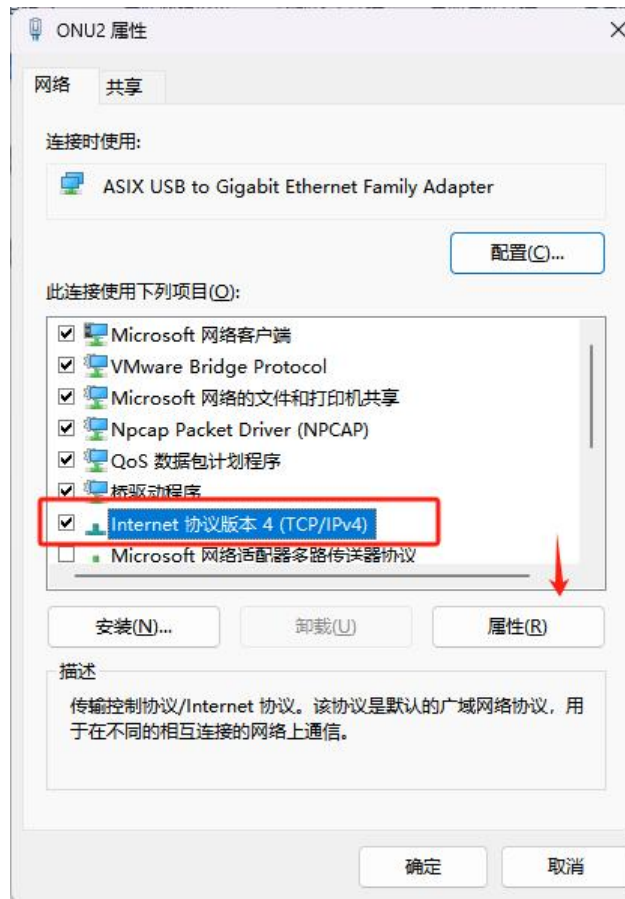 ONU2 属性
网络
共享
连接时使用:
ASIX USB to Gigabit Ethernet Family Adapter
配置(C)...
此连接使用下列项目(O):
Microsoft 网络客户端
VMware Bridge Protocol
Microsoft 网络的文件和打印机共享
Npcap Packet Driver (NPCAP)
QoS 数据包计划程序
桥驱动程序
Internet 协议版本 4 (TCP/IPv4)
Microsoft 网络适配器多路传送器协议
安装(N)...
卸载(U)
属性(R)
描述
传输控制协议/Internet 协议。该协议是默认的广域网络协议，用
于在不同的相互连接的网络上通信。
确定
取消